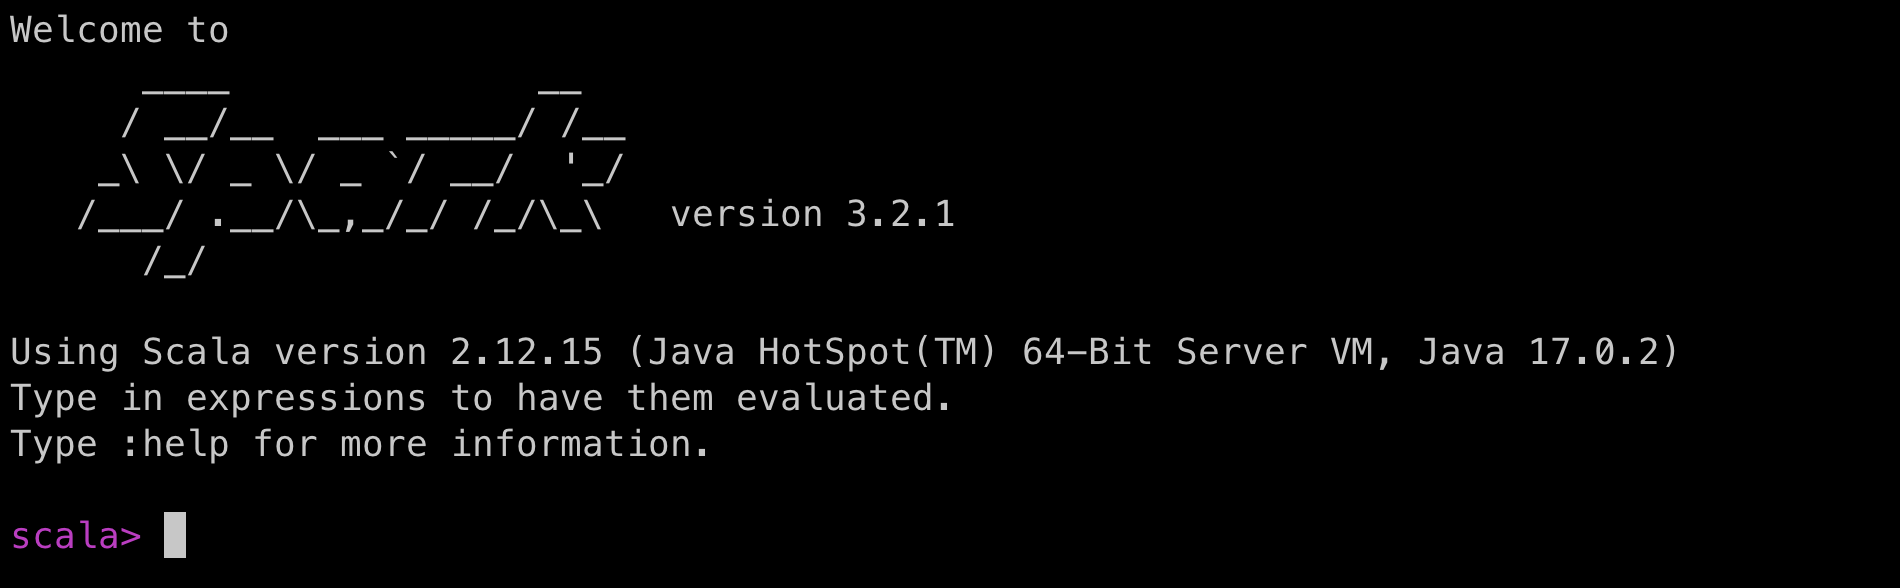 Welcome to
      ____              __
     / __/__  ___ _____/ /__
    _\ \/ _ \/ _ `/ __/  '_/
   /___/ .__/\_,_/_/ /_/\_\   version 3.2.1
      /_/
Using Scala version 2.12.15 (Java HotSpot(TM) 64-Bit Server VM, Java 17.0.2)
Type in expressions to have them evaluated.
Type :help for more information.
scala>